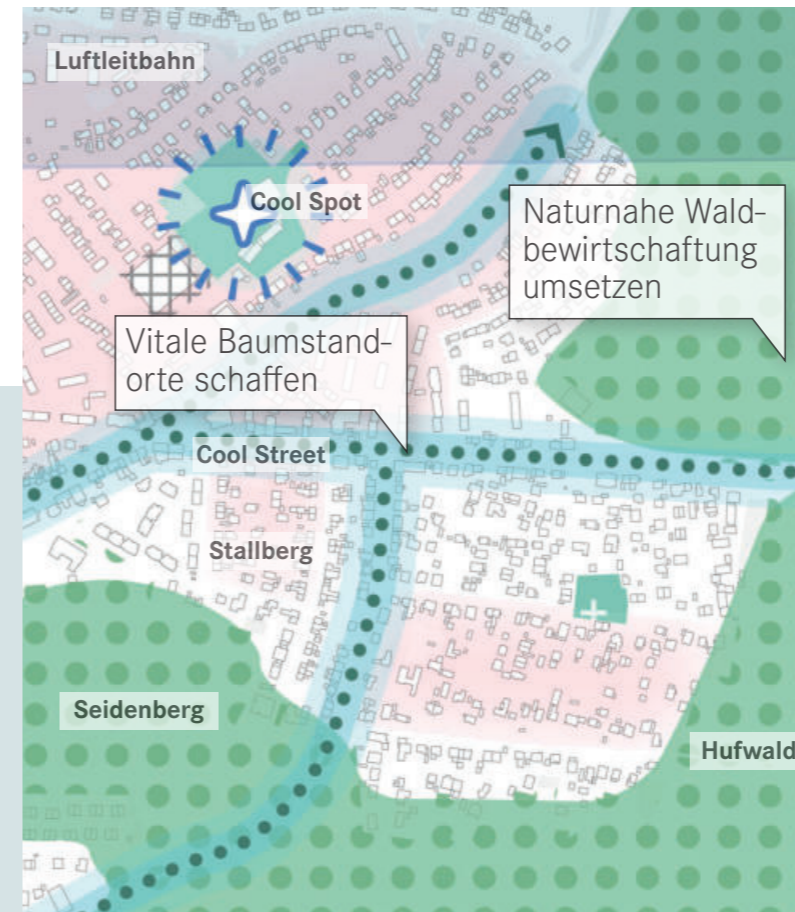 Luftleitbahn
Cool Spot
Naturnahe Wald-
bewirtschaftung
umsetzen
Vitale Baumstand-
orte schaffen
Cool Street
Stallberg
Seidenberg
Hufwald